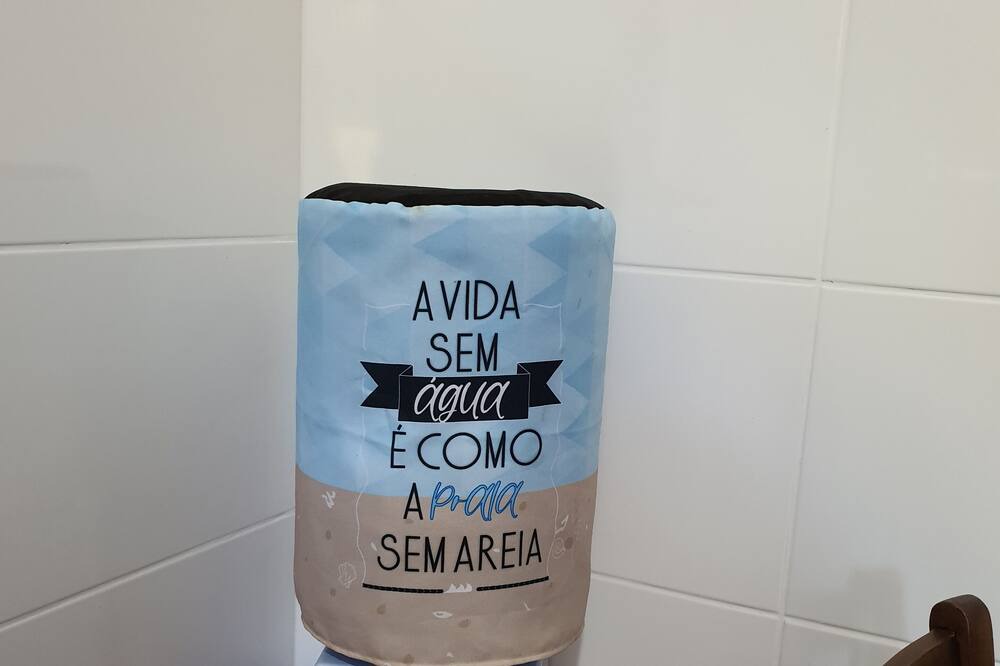 A VIDA
SEM
água
É COMO
A praia
SEM AREIA